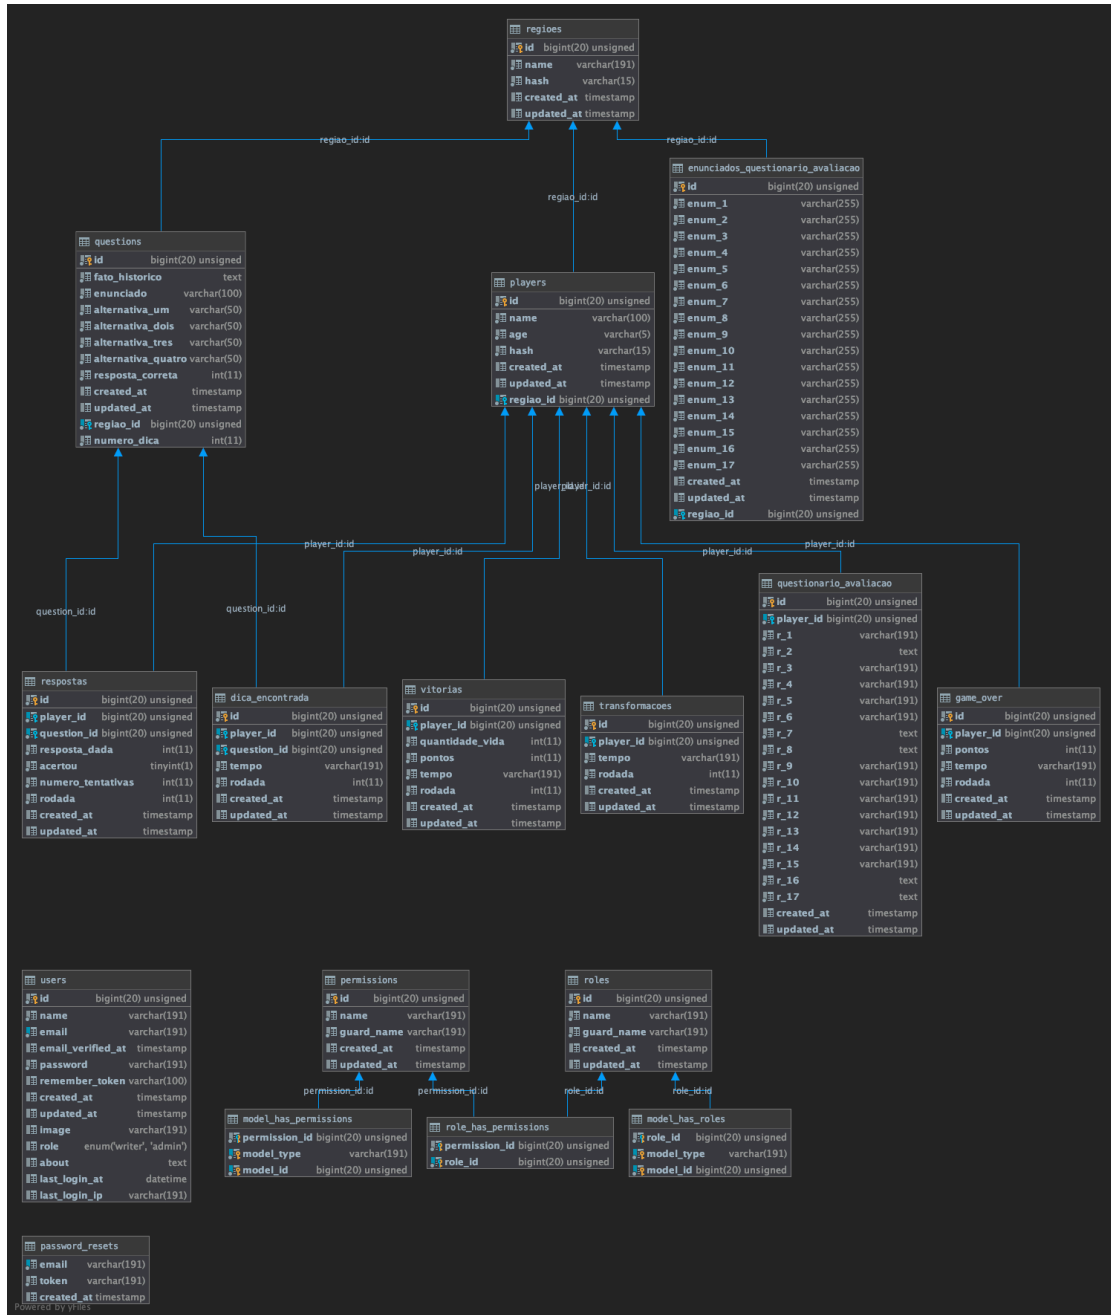 regioes
id bigint(20) unsigned
name varchar(191)
hash varchar(15)
created_at timestamp
updated_at timestamp
regiao_id:id
regiao_id:id
regiao_id:id
enunciados_questionario_avaliacao
id bigint(20) unsigned
enum_1 varchar(255)
enum_2 varchar(255)
enum_3 varchar(255)
enum_4 varchar(255)
enum_5 varchar(255)
enum_6 varchar(255)
enum_7 varchar(255)
enum_8 varchar(255)
enum_9 varchar(255)
enum_10 varchar(255)
enum_11 varchar(255)
enum_12 varchar(255)
enum_13 varchar(255)
enum_14 varchar(255)
enum_15 varchar(255)
enum_16 varchar(255)
enum_17 varchar(255)
created_at timestamp
updated_at timestamp
regiao_id bigint(20) unsigned
questions
id bigint(20) unsigned
fato_historico text
enunciado varchar(100)
alternativa_um varchar(50)
alternativa_dois varchar(50)
alternativa_tres varchar(50)
alternativa_quatro varchar(50)
resposta_correta int(11)
created_at timestamp
updated_at timestamp
regiao_id bigint(20) unsigned
numero_dica int(11)
players
id bigint(20) unsigned
name varchar(100)
age varchar(5)
hash varchar(15)
created_at timestamp
updated_at timestamp
regiao_id bigint(20) unsigned
player_id:id
player_id:id
player_id:id
player_id:id
player_id:id
player_id:id
question_id:id
question_id:id
questionario_avaliacao
id bigint(20) unsigned
player_id bigint(20) unsigned
r_1 varchar(191)
r_2 text
r_3 varchar(191)
r_4 varchar(191)
r_5 varchar(191)
r_6 varchar(191)
r_7 text
r_8 text
r_9 varchar(191)
r_10 varchar(191)
r_11 varchar(191)
r_12 varchar(191)
r_13 varchar(191)
r_14 varchar(191)
r_15 varchar(191)
r_16 text
r_17 text
created_at timestamp
updated_at timestamp
respostas
id bigint(20) unsigned
player_id bigint(20) unsigned
question_id bigint(20) unsigned
resposta_dada int(11)
acertou tinyint(1)
numero_tentativas int(11)
rodada int(11)
created_at timestamp
updated_at timestamp
dica_encontrada
id bigint(20) unsigned
player_id bigint(20) unsigned
question_id bigint(20) unsigned
tempo varchar(191)
rodada int(11)
created_at timestamp
updated_at timestamp
vitorias
id bigint(20) unsigned
player_id bigint(20) unsigned
quantidade_vida int(11)
pontos int(11)
tempo varchar(191)
rodada int(11)
created_at timestamp
updated_at timestamp
transformacoes
id bigint(20) unsigned
player_id bigint(20) unsigned
tempo varchar(191)
rodada int(11)
created_at timestamp
updated_at timestamp
game_over
id bigint(20) unsigned
player_id bigint(20) unsigned
pontos int(11)
tempo varchar(191)
rodada int(11)
created_at timestamp
updated_at timestamp
users
id bigint(20) unsigned
name varchar(191)
email varchar(191)
email_verified_at timestamp
password varchar(191)
remember_token varchar(100)
created_at timestamp
updated_at timestamp
image varchar(191)
role enum('writer', 'admin')
about text
last_login_at datetime
last_login_ip varchar(191)
permissions
id bigint(20) unsigned
name varchar(191)
guard_name varchar(191)
created_at timestamp
updated_at timestamp
roles
id bigint(20) unsigned
name varchar(191)
guard_name varchar(191)
created_at timestamp
updated_at timestamp
permission_id:id
permission_id:id
role_id:id
role_id:id
model_has_permissions
permission_id bigint(20) unsigned
model_type varchar(191)
model_id bigint(20) unsigned
role_has_permissions
permission_id bigint(20) unsigned
role_id bigint(20) unsigned
model_has_roles
role_id bigint(20) unsigned
model_type varchar(191)
model_id bigint(20) unsigned
password_resets
email varchar(191)
token varchar(191)
created_at timestamp
Powered by yFiles